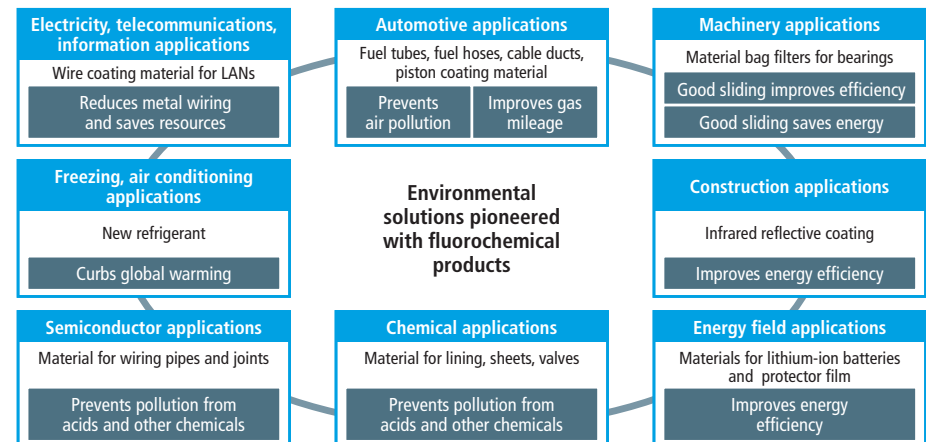 Electricity, telecommunications,
information applications
Wire coating material for LANs
Reduces metal wiring
and saves resources
Automotive applications
Fuel tubes, fuel hoses, cable ducts,
piston coating material
Prevents
air pollution
Improves gas
mileage
Machinery applications
Material bag filters for bearings
Good sliding improves efficiency
Good sliding saves energy
Freezing, air conditioning
applications
New refrigerant
Curbs global warming
Environmental
solutions pioneered
with fluorochemical
products
Construction applications
Infrared reflective coating
Improves energy efficiency
Semiconductor applications
Material for wiring pipes and joints
Prevents pollution from
acids and other chemicals
Chemical applications
Material for lining, sheets, valves
Prevents pollution from
acids and other chemicals
Energy field applications
Materials for lithium-ion batteries
and protector film
Improves energy
efficiency